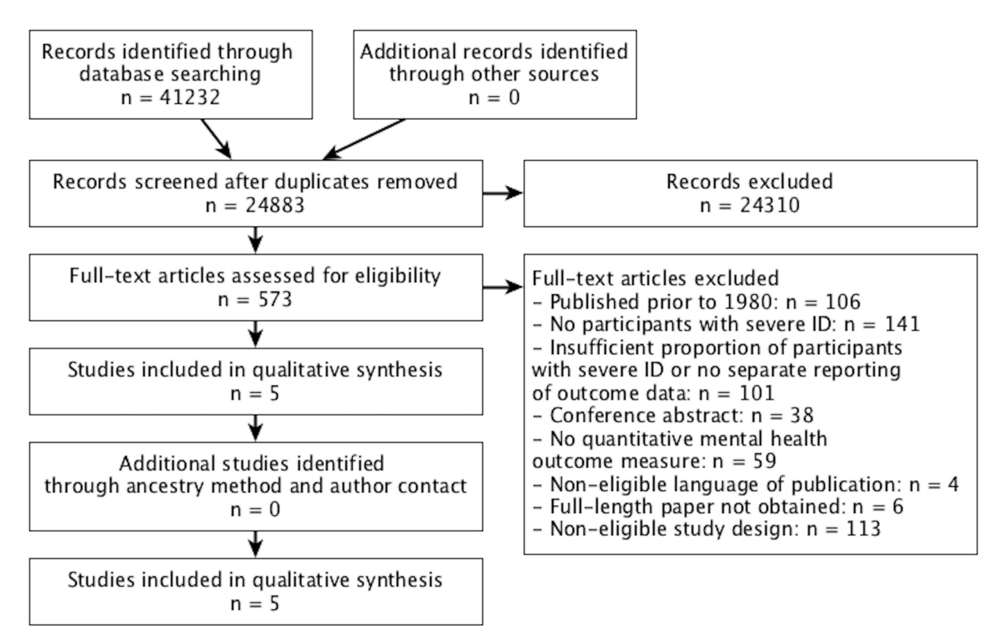 Records identified through
database searching
n = 41232
Additional records identified
through other sources
n = 0
Records screened after duplicates removed
n = 24883
Records excluded
n = 24310
Full-text articles assessed for eligibility
n = 573
Full-text articles excluded
- Published prior to 1980: n = 106
- No participants with severe ID: n = 141
- Insufficient proportion of participants
with severe ID or no separate reporting
of outcome data: n = 101
- Conference abstract: n = 38
- No quantitative mental health
outcome measure: n = 59
- Non-eligible language of publication: n = 4
- Full-length paper not obtained: n = 6
- Non-eligible study design: n = 113
Studies included in qualitative synthesis
n = 5
Additional studies identified
through ancestry method and author contact
n = 0
Studies included in qualitative synthesis
n = 5